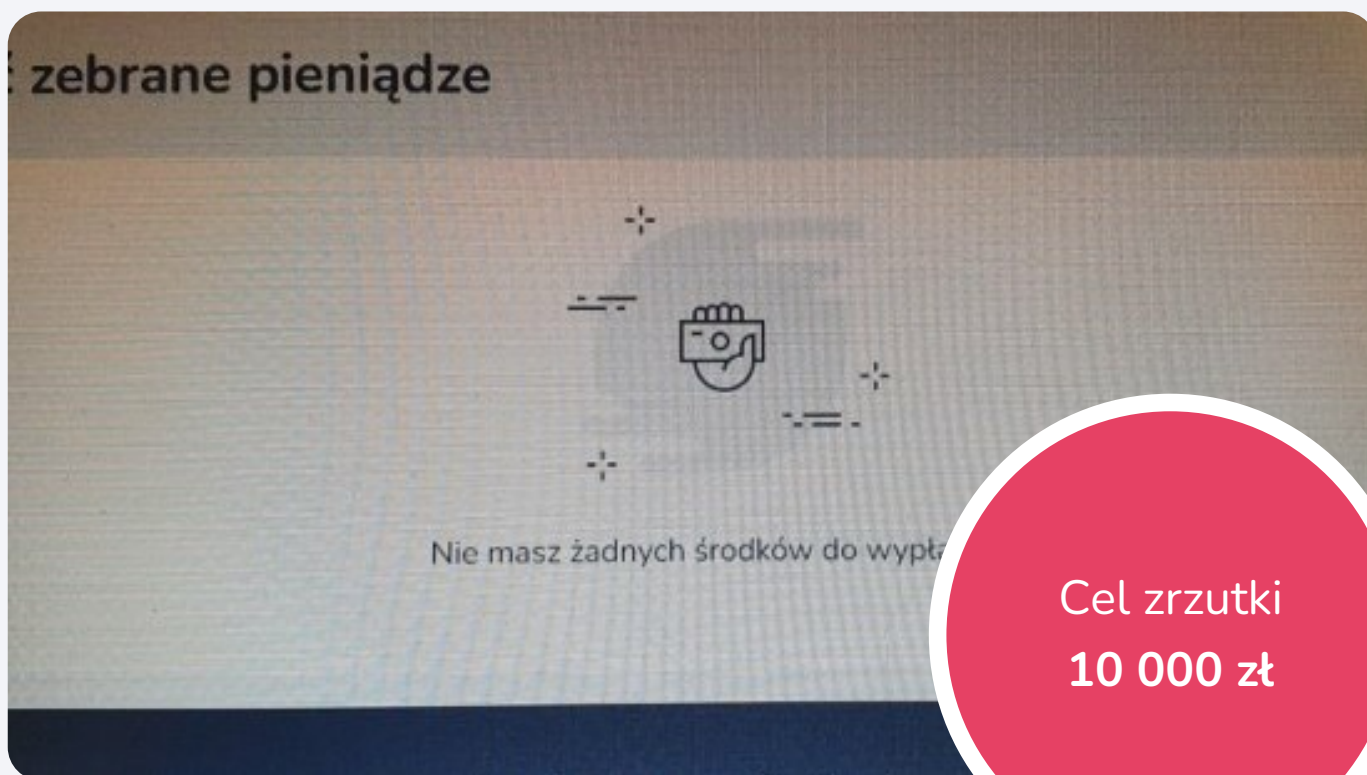 zebrane pieniądze
Nie masz żadnych środków do
Cel zrzutki
10 000 zł